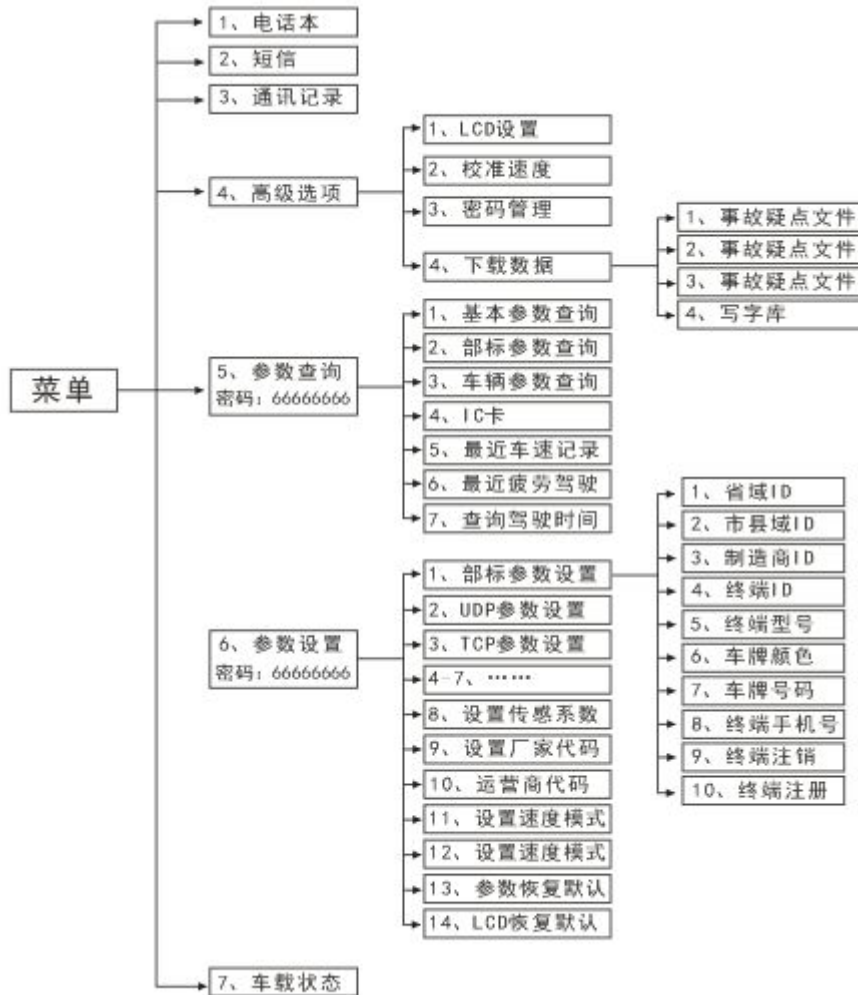 菜单
1、电话本
2、短信
3、通讯记录
4、高级选项
1、LCD设置
2、校准速度
3、密码管理
4、下载数据
1、事故疑点文件
2、事故疑点文件
3、事故疑点文件
4、写字库
5、参数查询
密码：66666666
1、基本参数查询
2、部标参数查询
3、车辆参数查询
4、IC卡
5、最近车速记录
6、最近疲劳驾驶
7、查询驾驶时间
6、参数设置
密码：66666666
1、部标参数设置
2、UDP参数设置
3、TCP参数设置
4-7、……
8、设置传感系数
9、设置厂家代码
10、运营商代码
11、设置速度模式
12、设置速度模式
13、参数恢复默认
14、LCD恢复默认
1、省域ID
2、市县域ID
3、制造商ID
4、终端ID
5、终端型号
6、车牌颜色
7、车牌号码
8、终端手机号
9、终端注销
10、终端注册
7、车载状态